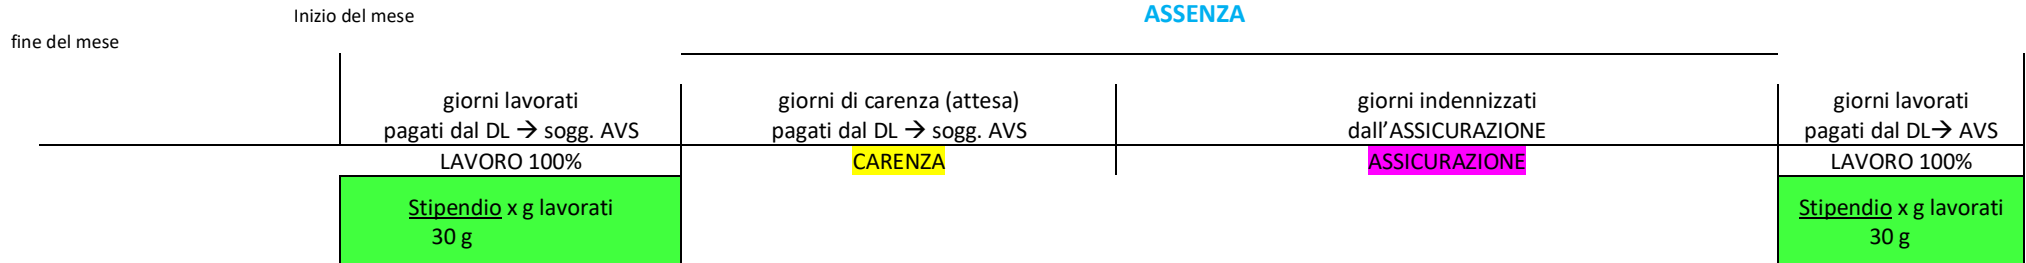 Inizio del mese
ASSENZA
fine del mese
giorni lavorati
pagati dal DL → sogg. AVS
giorni di carenza (attesa)
pagati dal DL → sogg. AVS
giorni indennizzati
dall’ASSICURAZIONE
giorni lavorati
pagati dal DL→ AVS
LAVORO 100%
CARENZA
ASSICURAZIONE
LAVORO 100%
Stipendio x g lavorati
30 g
Stipendio x g lavorati
30 g